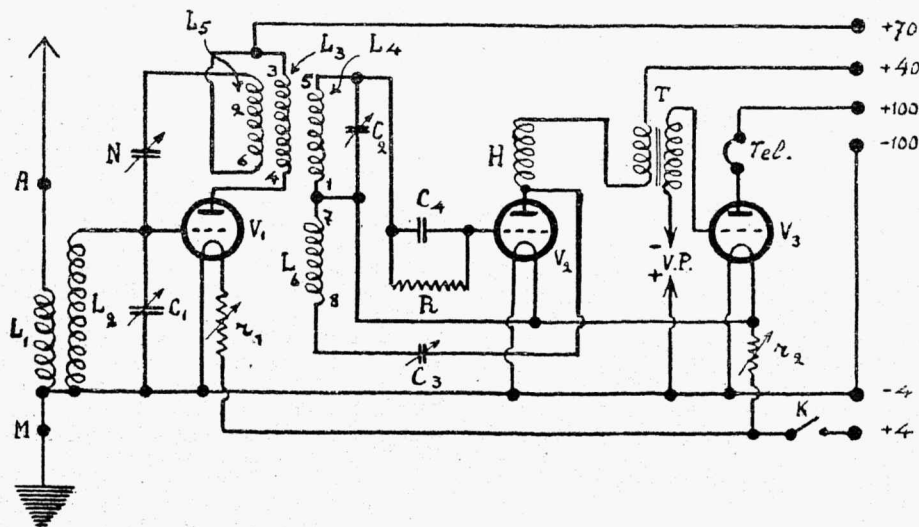 L5
L3
L4
+70
+40
+100
-100
3
2
5
T
N
6
4
C2
H
Tel.
A
1
7
C4
V1
V2
V3
- V.P. +
L6
L1
L2
C1
r1
8
R
C3
r2
-4
M
K
+4